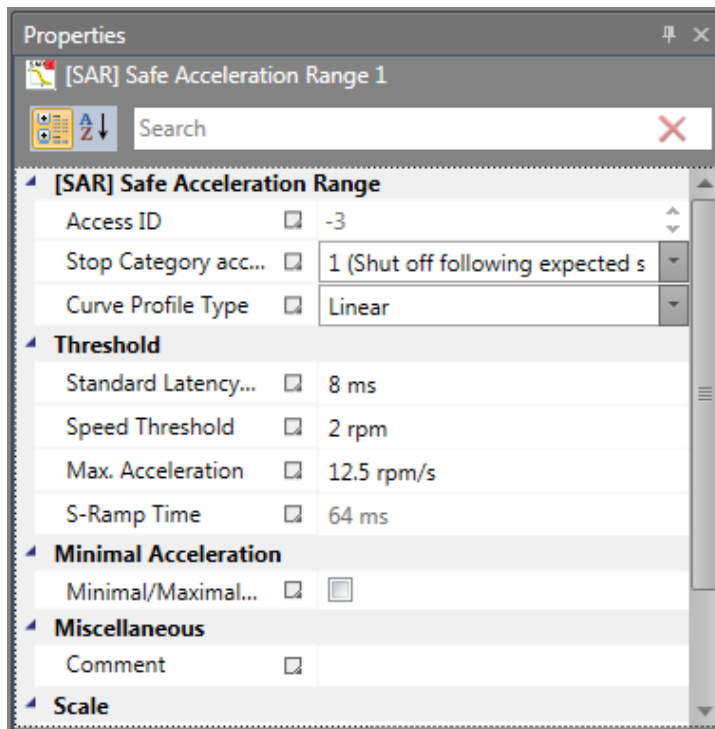 Properties
[SAR] Safe Acceleration Range 1
A
Z
Search
[SAR] Safe Acceleration Range
Access ID -3
Stop Category acc... 1 (Shut off following expected s
Curve Profile Type Linear
Threshold
Standard Latency... 8 ms
Speed Threshold 2 rpm
Max. Acceleration 12.5 rpm/s
S-Ramp Time 64 ms
Minimal Acceleration
Minimal/Maximal...
Miscellaneous
Comment
Scale